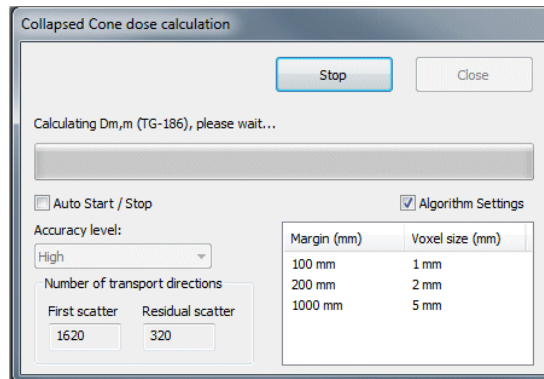 Collapsed Cone dose calculation
Stop Close
Calculating Dm,m (TG-186), please wait...
Auto Start / Stop
Algorithm Settings
Accuracy level:
High
Number of transport directions
First scatter Residual scatter
1620 320
Margin (mm) Voxel size (mm)
100 mm 1 mm
200 mm 2 mm
1000 mm 5 mm